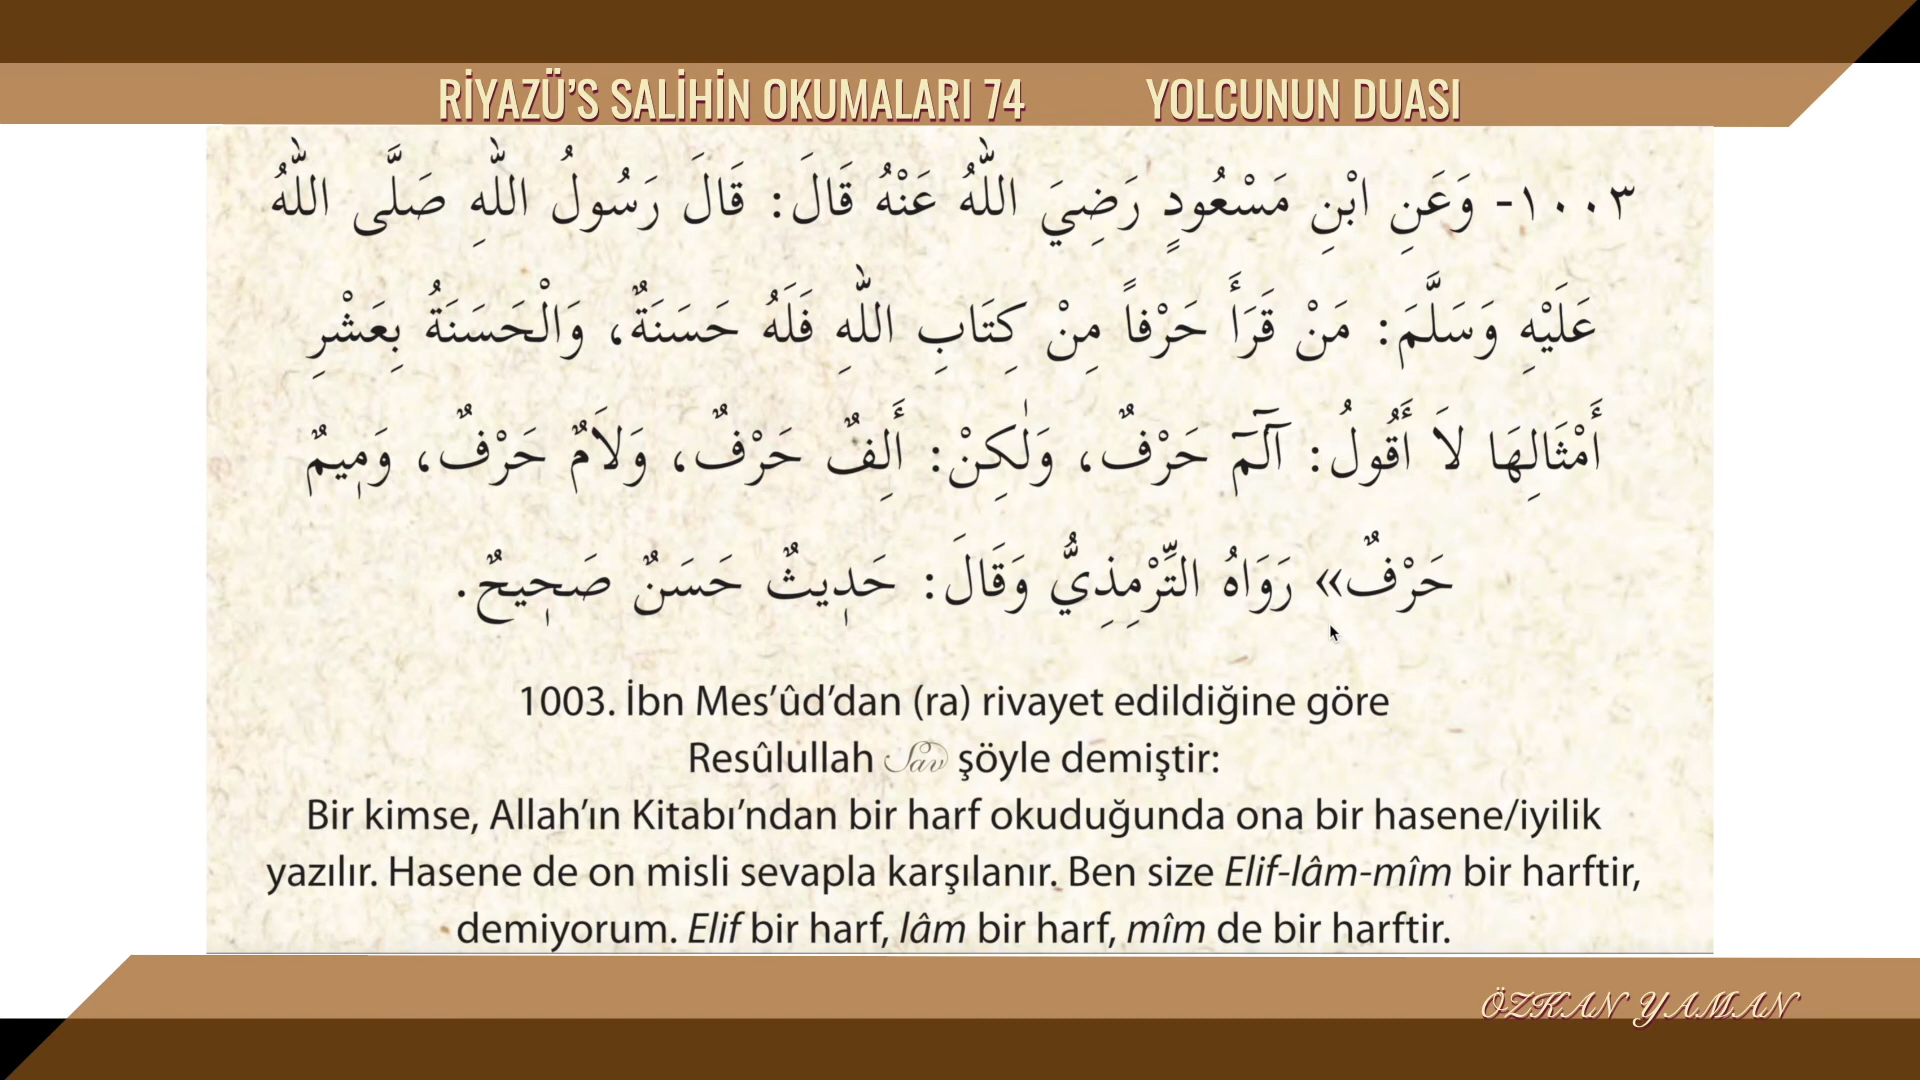 RİYAZÜ’S SALİHİN OKUMALARI 74 YOLCUNUN DUASI
١٠٠٣- وَعَنِ ابْنِ مَسْعُودٍ رَضِيَ اللّٰهُ عَنْهُ قَالَ: قَالَ رَسُولُ اللّٰهِ صَلَّى اللّٰهُ
عَلَيْهِ وَسَلَّمَ: مَنْ قَرَأَ حَرْفاً مِنْ كِتَابِ اللّٰهِ فَلَهُ حَسَنَةٌ، وَالْحَسَنَةُ بِعَشْرِ
أَمْثَالِهَا لاَ أَقُولُ: آلٓمٓ حَرْفٌ، وَلٰكِنْ: أَلِفٌ حَرْفٌ، وَلاَمٌ حَرْفٌ، وَمِيمٌ
حَرْفٌ» رَوَاهُ التِّرْمِذِيُّ وَقَالَ: حَدِيثٌ حَسَنٌ صَحِيحٌ.
1003. İbn Mes’ûd’dan (ra) rivayet edildiğine göre
Resûlullah Sav şöyle demiştir:
Bir kimse, Allah’ın Kitabı’ndan bir harf okuduğunda ona bir hasene/iyilik
yazılır. Hasene de on misli sevapla karşılanır. Ben size Elif-lâm-mîm bir harftir,
demiyorum. Elif bir harf, lâm bir harf, mîm de bir harftir.
ÖZKAN YAMAN